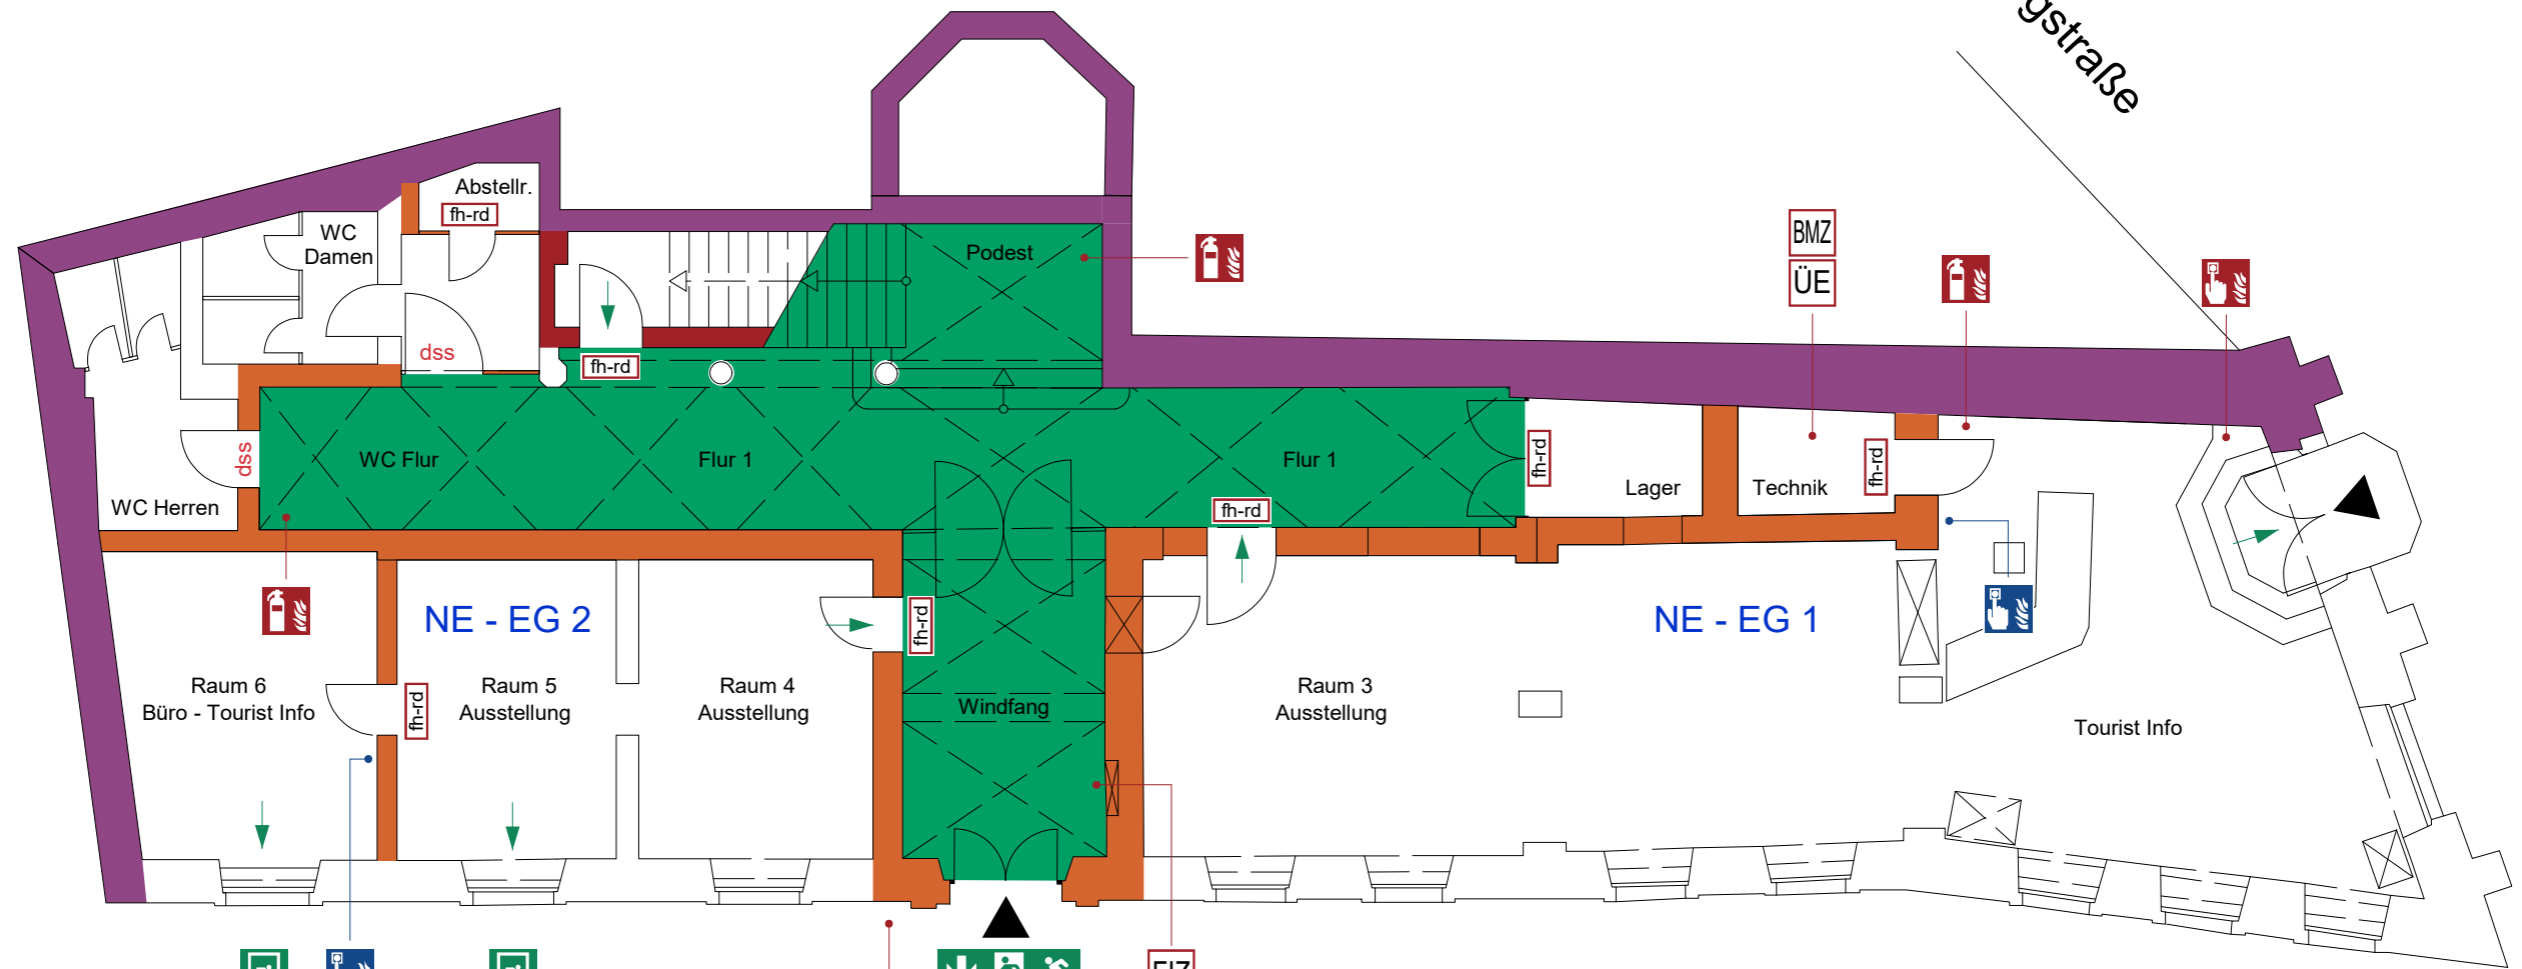 gstraße
Abstellr.
fh-rd
WC
Damen
Podest
BMZ
ÜE
dss
fh-rd
dss
WC Flur
Flur 1
Flur 1
fh-rd
Lager
Technik
fh-rd
WC Herren
fh-rd
NE - EG 2
fh-rd
NE - EG 1
Raum 6
Büro - Tourist Info
fh-rd
Raum 5
Ausstellung
Raum 4
Ausstellung
Windfang
Raum 3
Ausstellung
Tourist Info